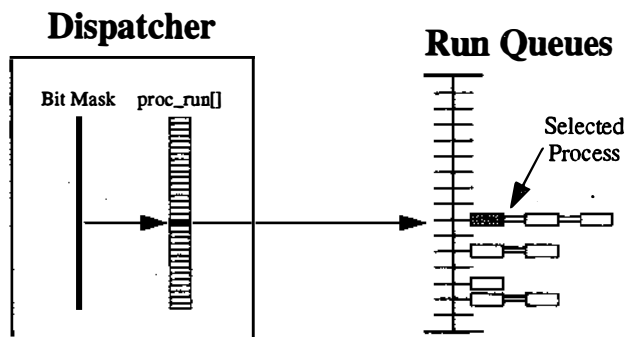 Dispatcher
Run Queues
Bit Mask proc_run[]
Selected
Process